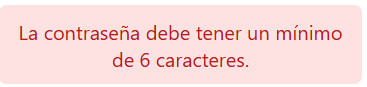 La contraseña debe tener un mínimo
de 6 caracteres.